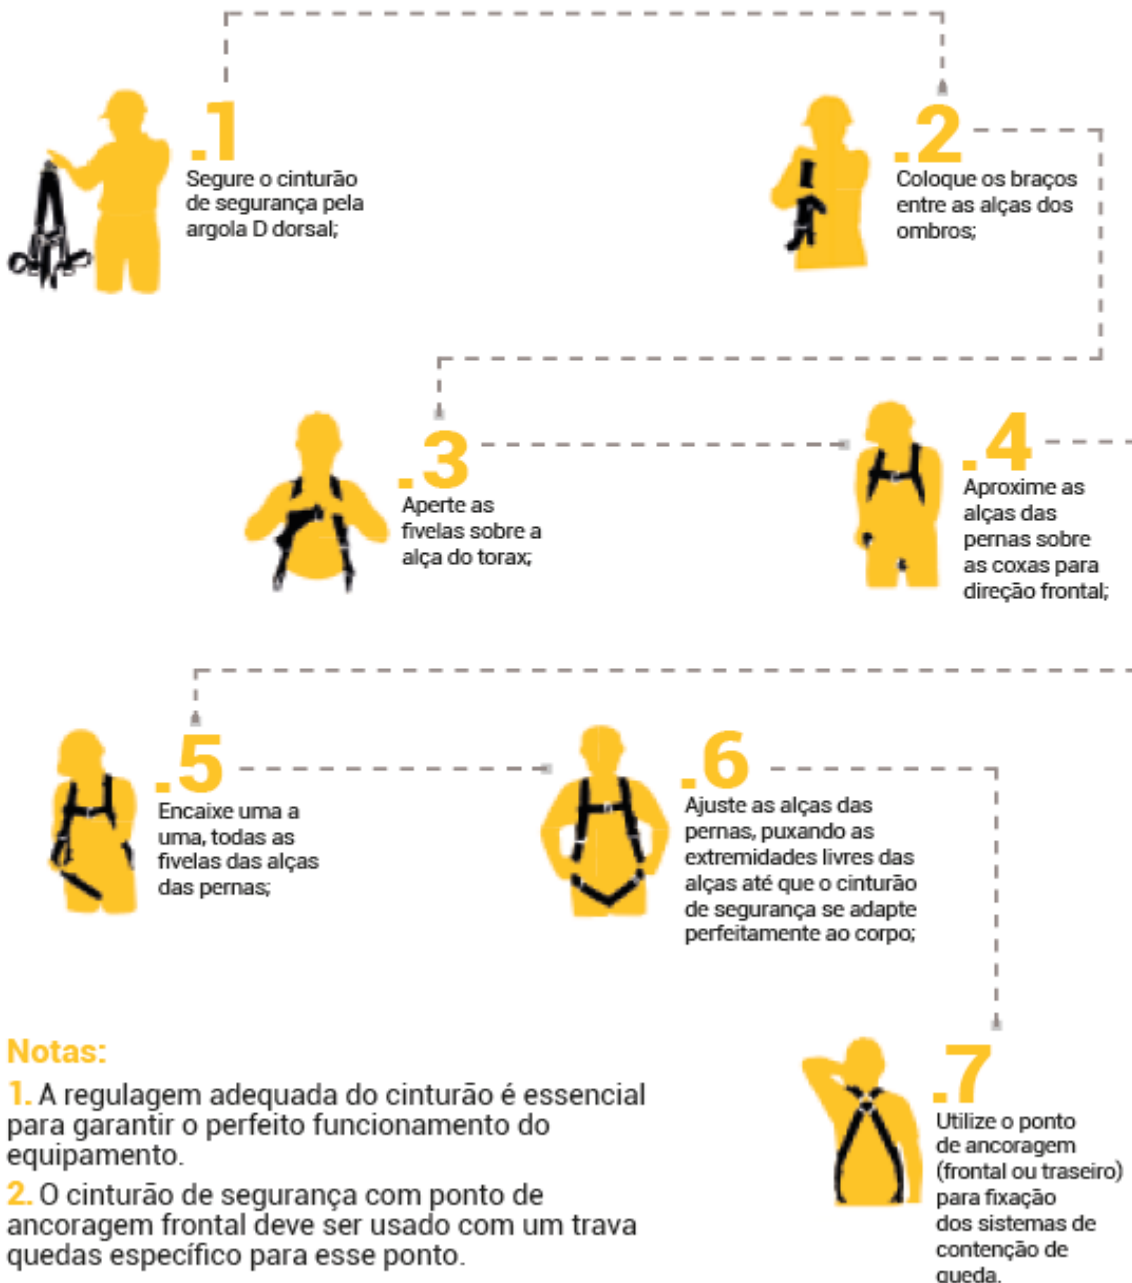 .1
Segure o cinturão
de segurança pela
argola D dorsal;
.2
Coloque os braços
entre as alças dos
ombros;
.3
Aperte as
fivelas sobre a
alça do torax;
.4
Aproxime as
alças das
pernas sobre
as coxas para
direção frontal;
.5
Encaixe uma a
uma, todas as
fivelas das alças
das pernas;
.6
Ajuste as alças das
pernas, puxando as
extremidades livres das
alças até que o cinturão
de segurança se adapte
perfeitamente ao corpo;
.7
Utilize o ponto
de ancoragem
(frontal ou traseiro)
para fixação
dos sistemas de
contenção de
queda.
Notas:
1. A regulagem adequada do cinturão é essencial
para garantir o perfeito funcionamento do
equipamento.
2. O cinturão de segurança com ponto de
ancoragem frontal deve ser usado com um trava
quedas específico para esse ponto.